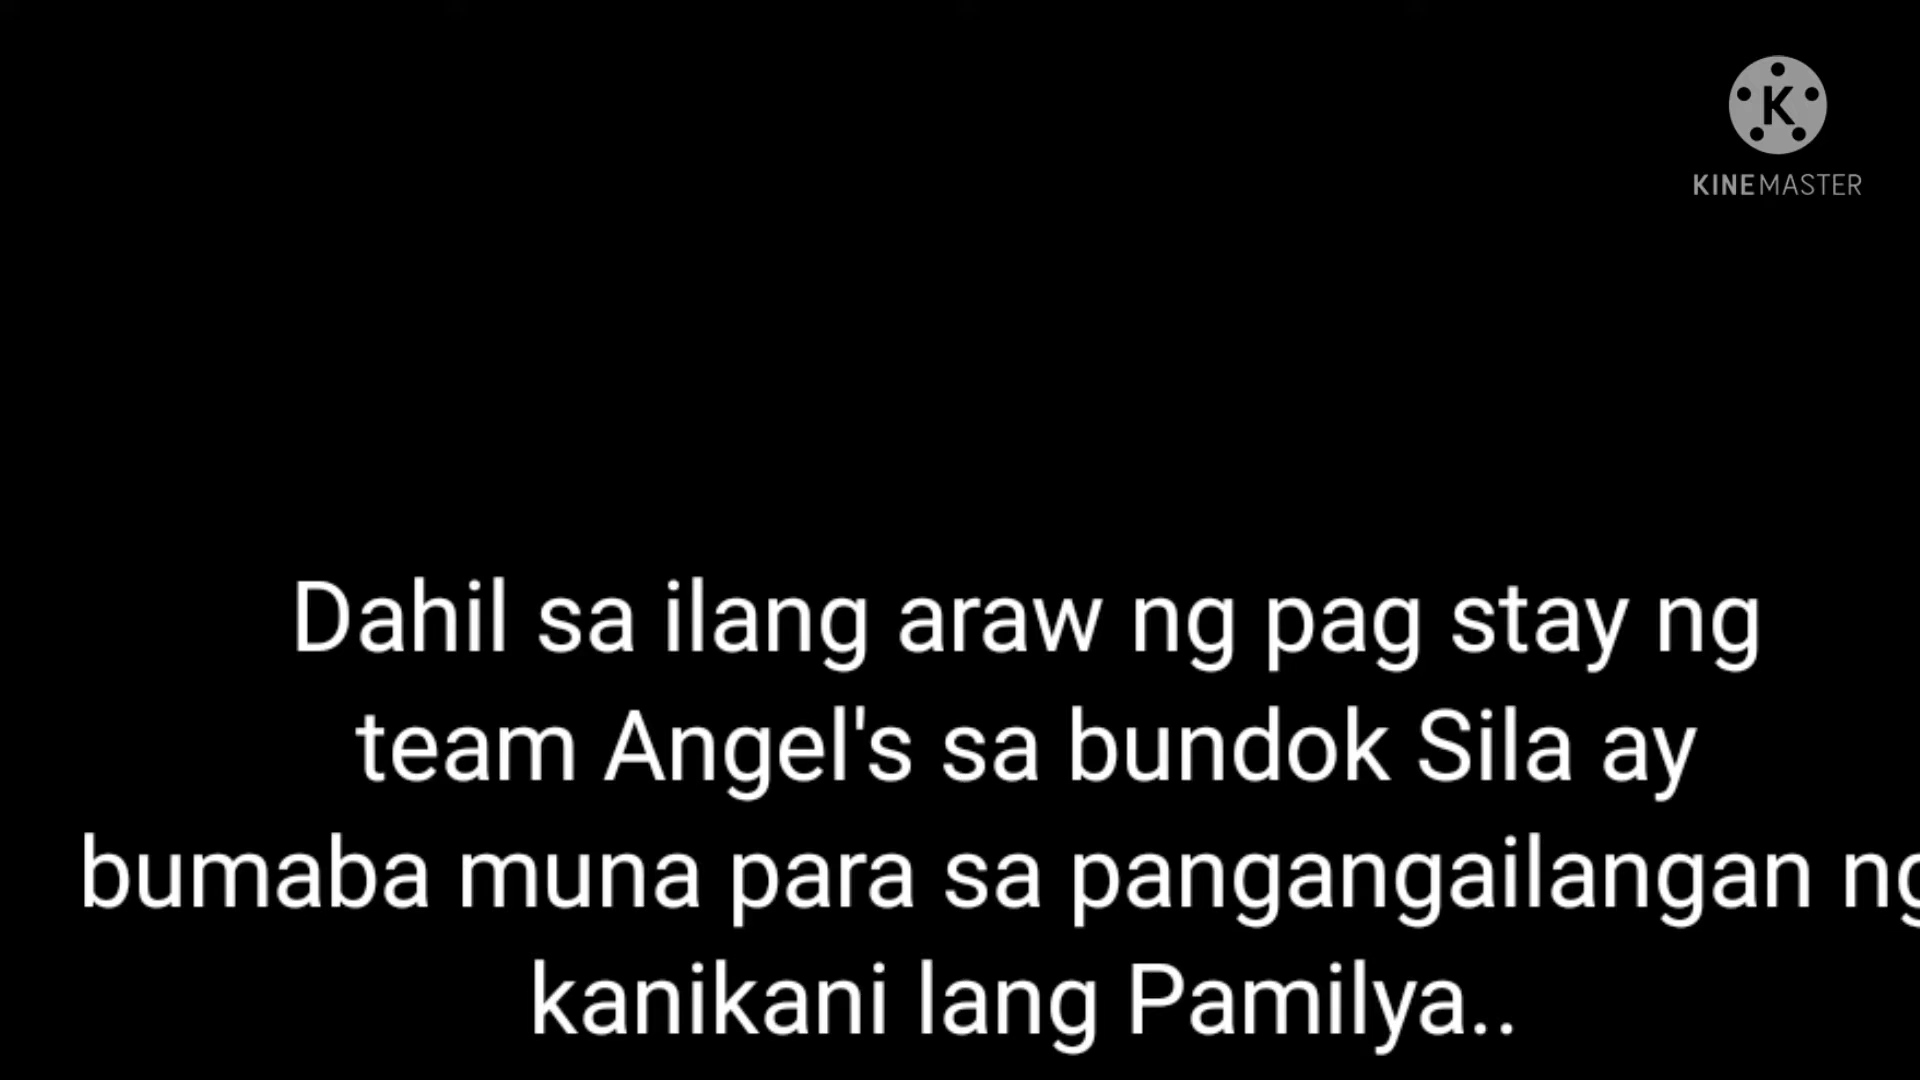 K
KINEMASTER
Dahil sa ilang araw ng pag stay ng
team Angel's sa bundok Sila ay
bumaba muna para sa pangangailangan ng
kanikani lang Pamilya..